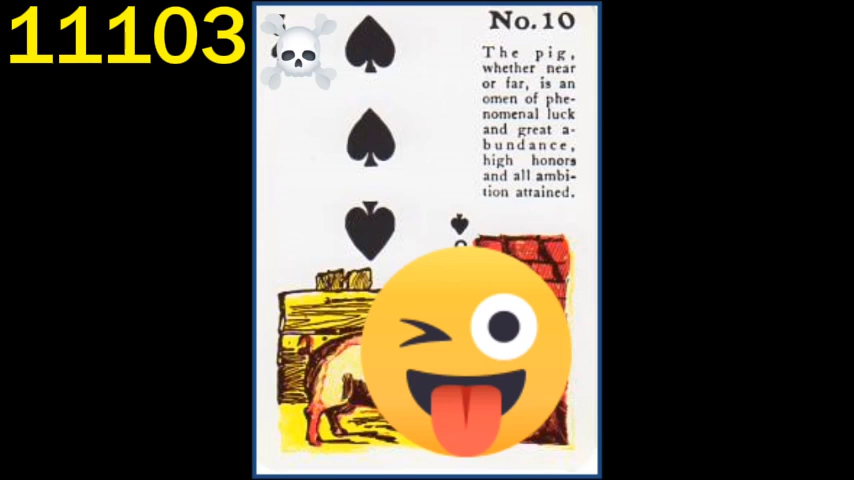 11103
No.10
The pig,
whether near
or far, is an
omen of phe-
nomenal luck
and great a-
bundance,
high honors
and all ambi-
tion attained.